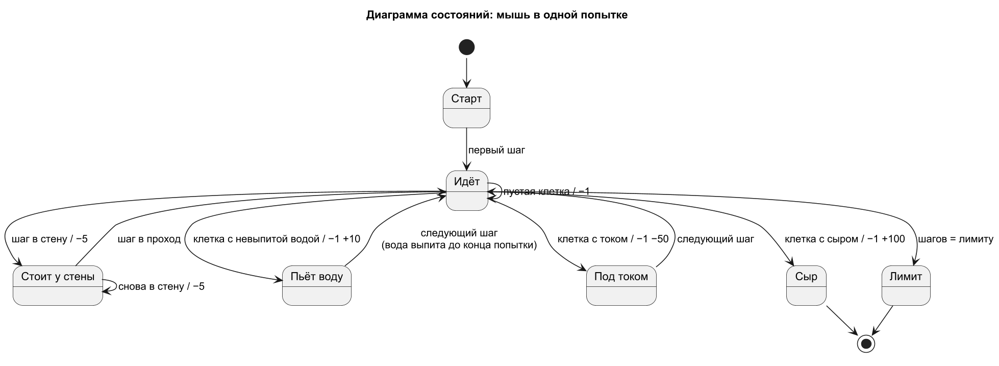 Диаграмма состояний: мышь в одной попытке
Старт
первый шаг
Идёт
пустая клетка / −1
шаг в стену / −5
шаг в проход
клетка с невыпитой водой / −1 +10
следующий шаг
(вода выпита до конца попытки)
клетка с током / −1 −50
следующий шаг
клетка с сыром / −1 +100
шагов = лимиту
Стоит у стены
снова в стену / −5
Пьёт воду
Под током
Сыр
Лимит